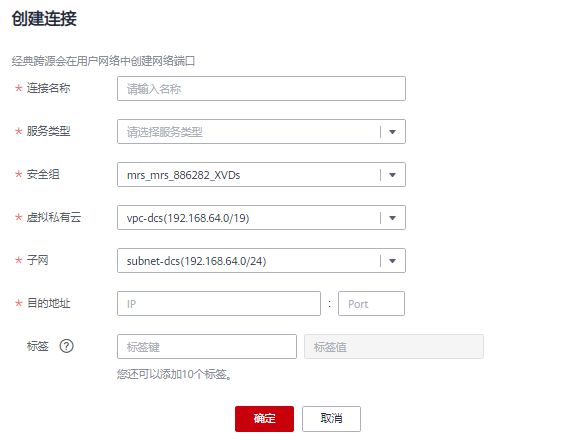 创建连接
经典跨源会在用户网络中创建网络端口
* 连接名称 请输入名称
* 服务类型 请选择服务类型
* 安全组 mrs_mrs_886282_XVDs
* 虚拟私有云 vpc-dcs(192.168.64.0/19)
* 子网 subnet-dcs(192.168.64.0/24)
* 目的地址 IP : Port
标签 ? 标签键 标签值
您还可以添加10个标签。
确定 取消